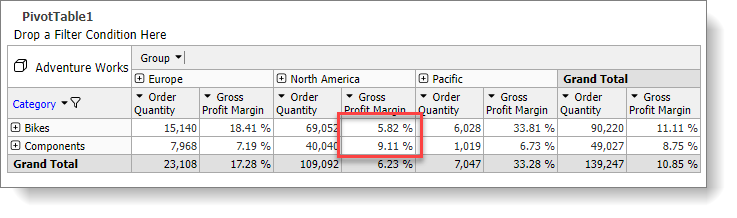 PivotTable1
Drop a Filter Condition Here
Adventure Works Group
Europe North America Pacific Grand Total
Category Order Quantity Gross Profit Margin Order Quantity Gross Profit Margin Order Quantity Gross Profit Margin Order Quantity Gross Profit Margin
Bikes 15,140 18.41 % 69,052 5.82 % 6,028 33.81 % 90,220 11.11 %
Components 7,968 7.19 % 40,040 9.11 % 1,019 6.73 % 49,027 8.75 %
Grand Total 23,108 17.28 % 109,092 6.23 % 7,047 33.28 % 139,247 10.85 %